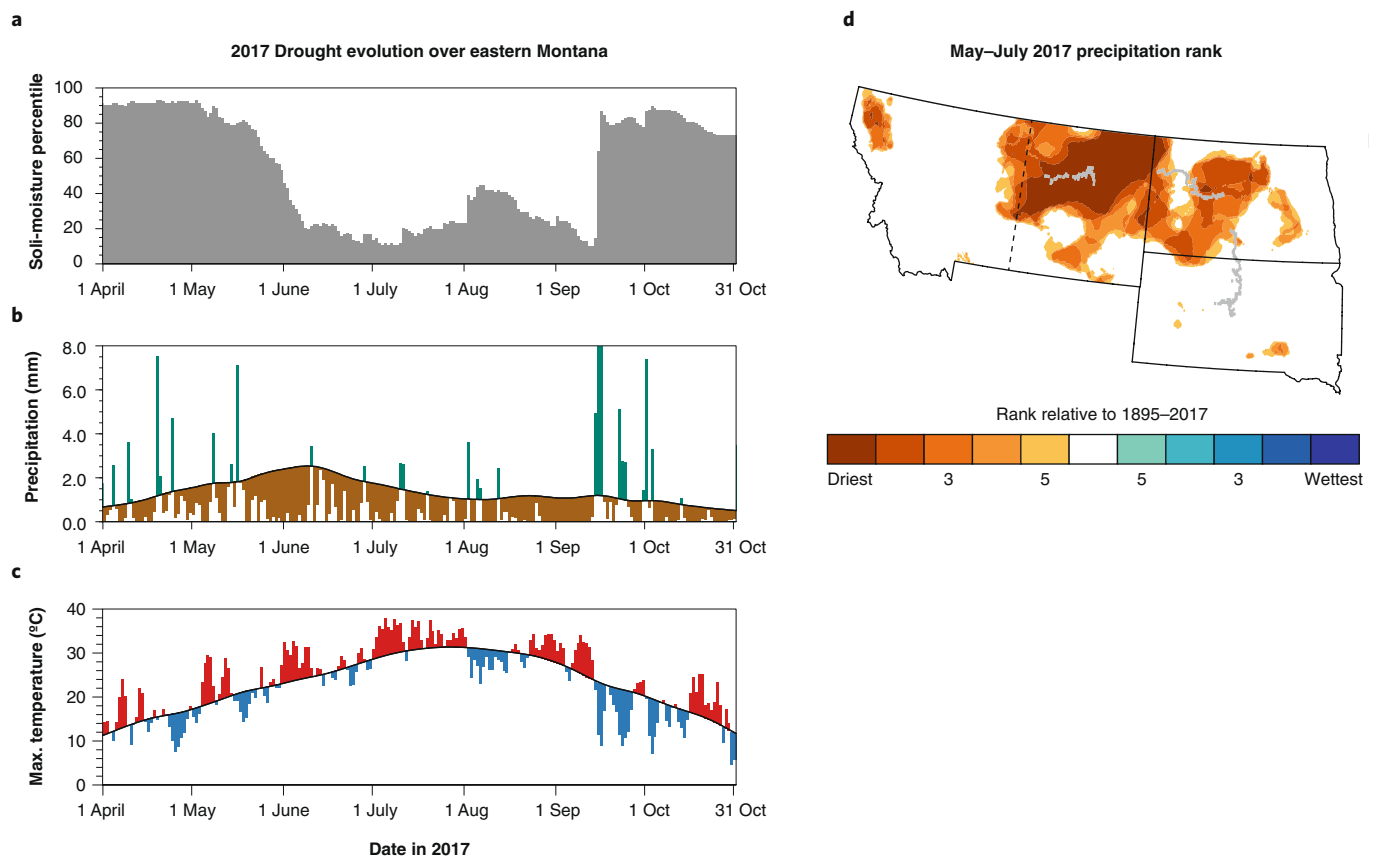 a
2017 Drought evolution over eastern Montana
Soli-moisture percentile
100
80
60
40
20
0
1 April 1 May 1 June 1 July 1 Aug 1 Sep 1 Oct 31 Oct
b
Precipitation (mm)
8.0
6.0
4.0
2.0
0.0
1 April 1 May 1 June 1 July 1 Aug 1 Sep 1 Oct 31 Oct
c
Max. temperature (ºC)
40
30
20
10
0
1 April 1 May 1 June 1 July 1 Aug 1 Sep 1 Oct 31 Oct
Date in 2017
d
May–July 2017 precipitation rank
Rank relative to 1895–2017
Driest 3 5 5 3 Wettest